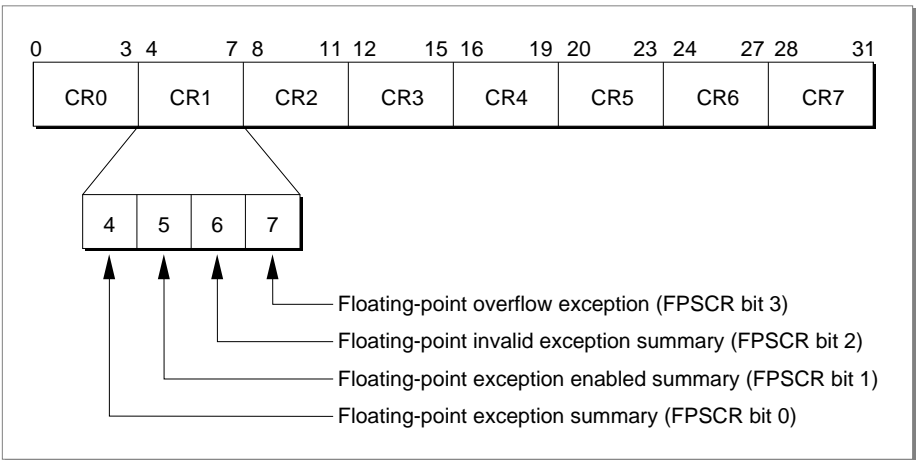 0 3 4 7 8 11 12 15 16 19 20 23 24 27 28 31
CR0 CR1 CR2 CR3 CR4 CR5 CR6 CR7
4 5 6 7
Floating-point overflow exception (FPSCR bit 3)
Floating-point invalid exception summary (FPSCR bit 2)
Floating-point exception enabled summary (FPSCR bit 1)
Floating-point exception summary (FPSCR bit 0)